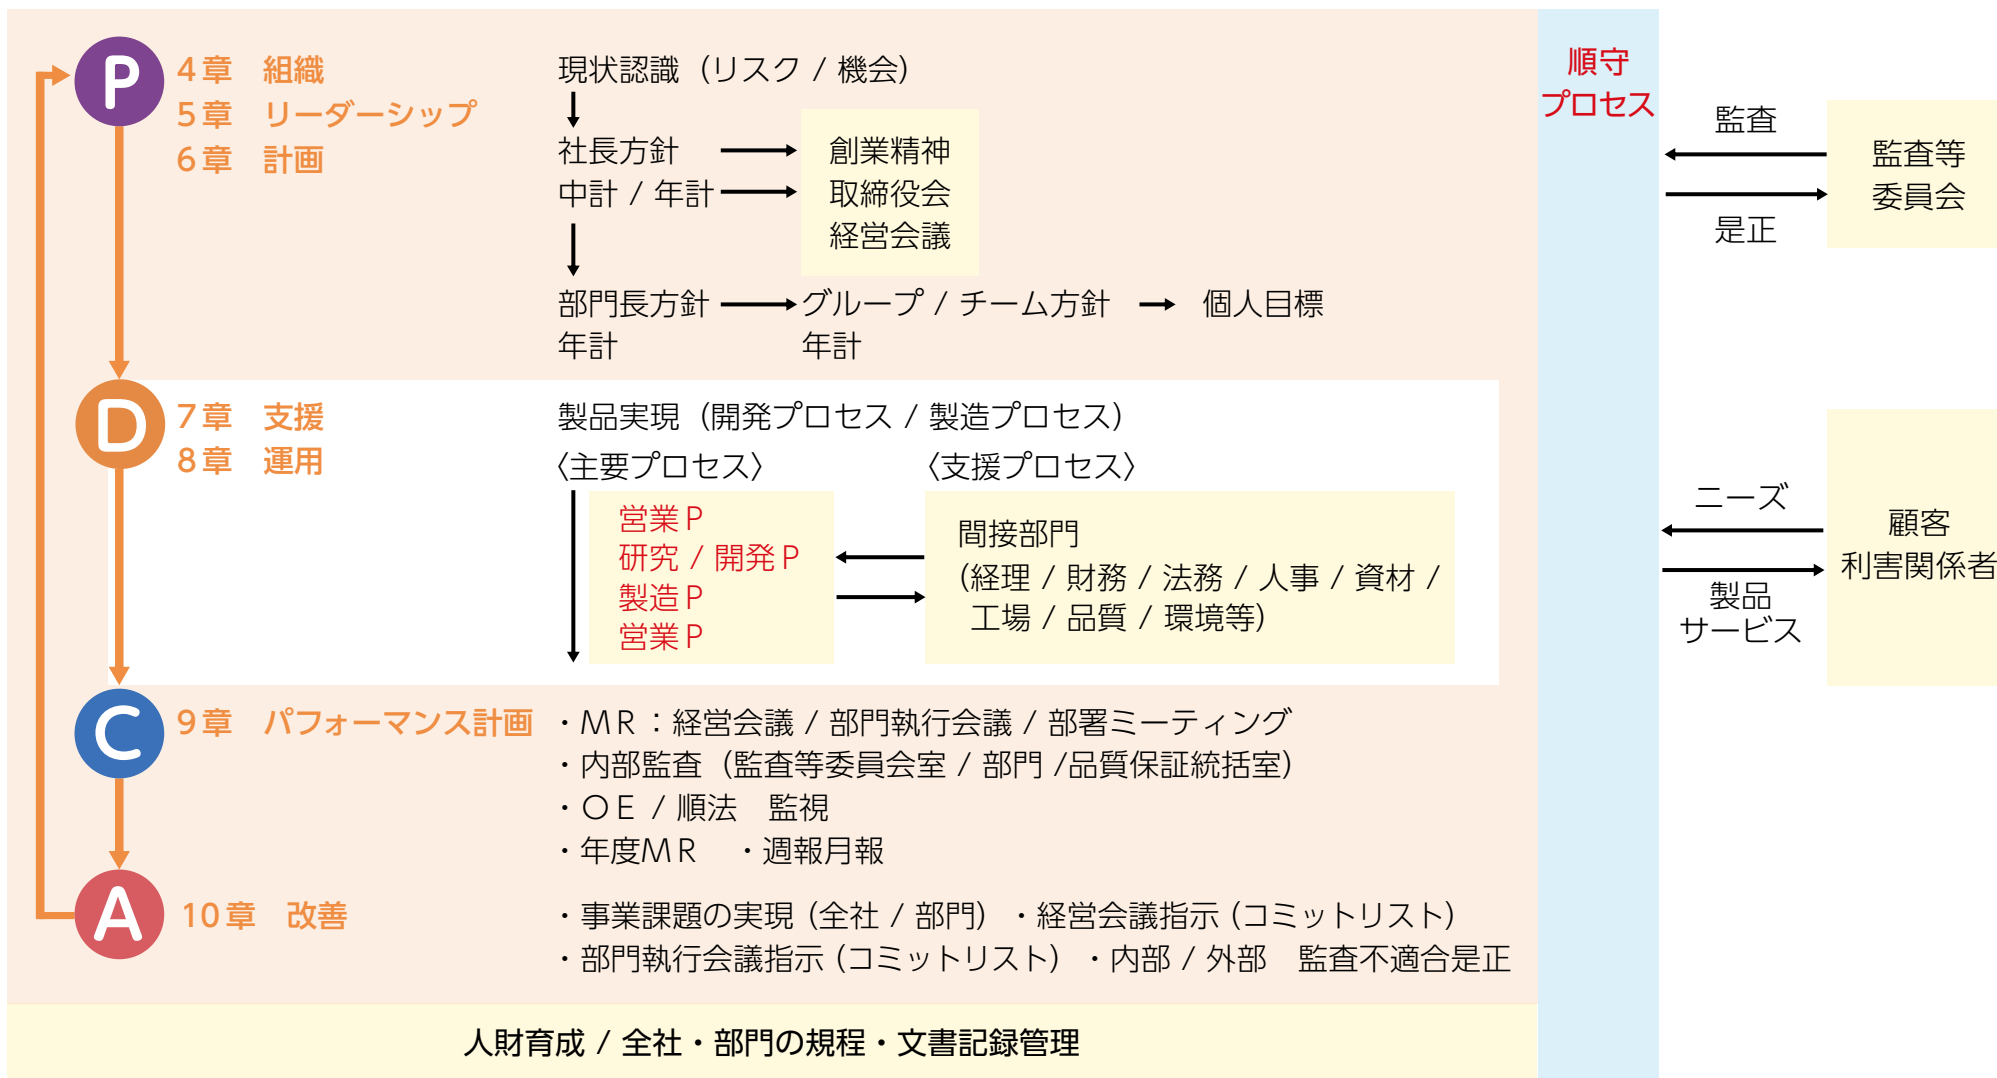 P
4章　組織
5章　リーダーシップ
6章　計画
現状認識（リスク / 機会）
社長方針
中計 / 年計
創業精神
取締役会
経営会議
部門長方針
年計
グループ / チーム方針
年計
個人目標
D
7章　支援
8章　運用
製品実現（開発プロセス / 製造プロセス）
〈主要プロセス〉
営業P
研究 / 開発P
製造P
営業P
〈支援プロセス〉
間接部門
（経理 / 財務 / 法務 / 人事 / 資材 /
工場 / 品質 / 環境等）
C
9章　パフォーマンス計画
・MR：経営会議 / 部門執行会議 / 部署ミーティング
・内部監査（監査等委員会室 / 部門 /品質保証統括室）
・OE / 順法　監視
・年度MR　・週報月報
A
10章　改善
・事業課題の実現（全社 / 部門）・経営会議指示（コミットリスト）
・部門執行会議指示（コミットリスト）・内部 / 外部　監査不適合是正
人財育成 / 全社・部門の規程・文書記録管理
順守
プロセス
監査
是正
監査等
委員会
ニーズ
製品
サービス
顧客
利害関係者